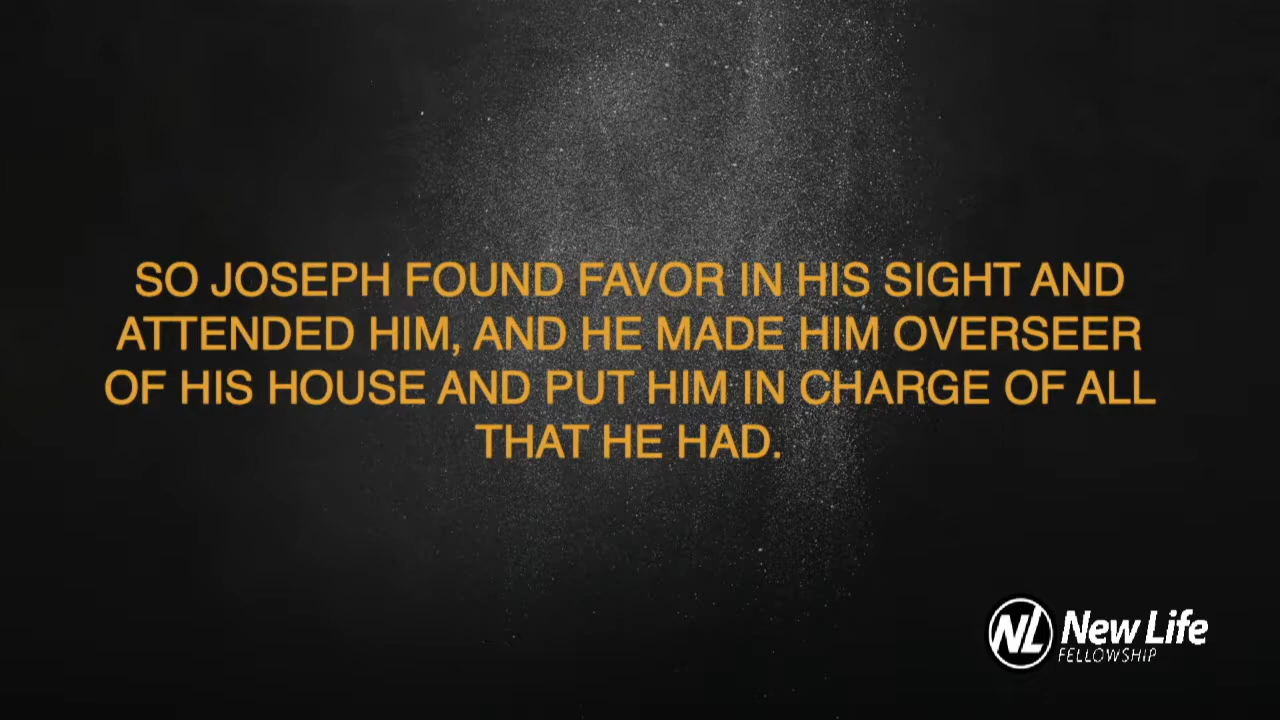 SO JOSEPH FOUND FAVOR IN HIS SIGHT AND
ATTENDED HIM, AND HE MADE HIM OVERSEER
OF HIS HOUSE AND PUT HIM IN CHARGE OF ALL
THAT HE HAD.
NL New Life
FELLOWSHIP